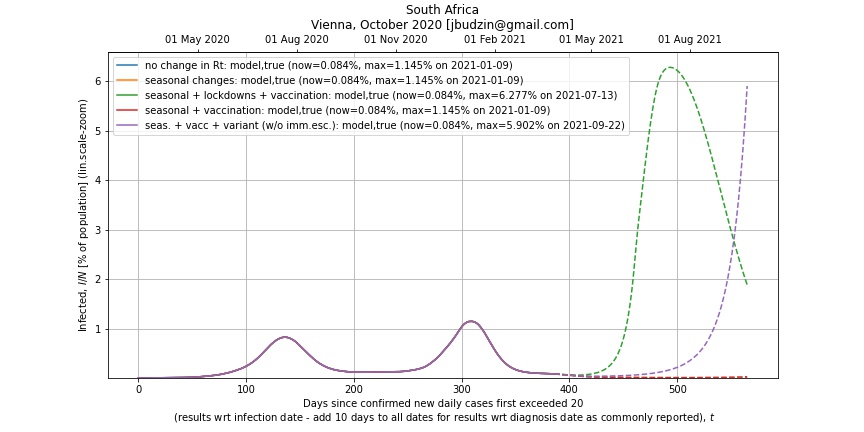 South Africa
Vienna, October 2020 [jbudzin@gmail.com]
01 May 2020 01 Aug 2020 01 Nov 2020 01 Feb 2021 01 May 2021 01 Aug 2021
no change in Rt: model,true (now=0.084%, max=1.145% on 2021-01-09)
seasonal changes: model,true (now=0.084%, max=1.145% on 2021-01-09)
seasonal + lockdowns + vaccination: model,true (now=0.084%, max=6.277% on 2021-07-13)
seasonal + vaccination: model,true (now=0.084%, max=1.145% on 2021-01-09)
seas. + vacc + variant (w/o imm.esc.): model,true (now=0.084%, max=5.902% on 2021-09-22)
Infected, I/N [% of population] (lin.scale-zoom)
6
5
4
3
2
1
0 100 200 300 400 500
Days since confirmed new daily cases first exceeded 20
(results wrt infection date - add 10 days to all dates for results wrt diagnosis date as commonly reported), t